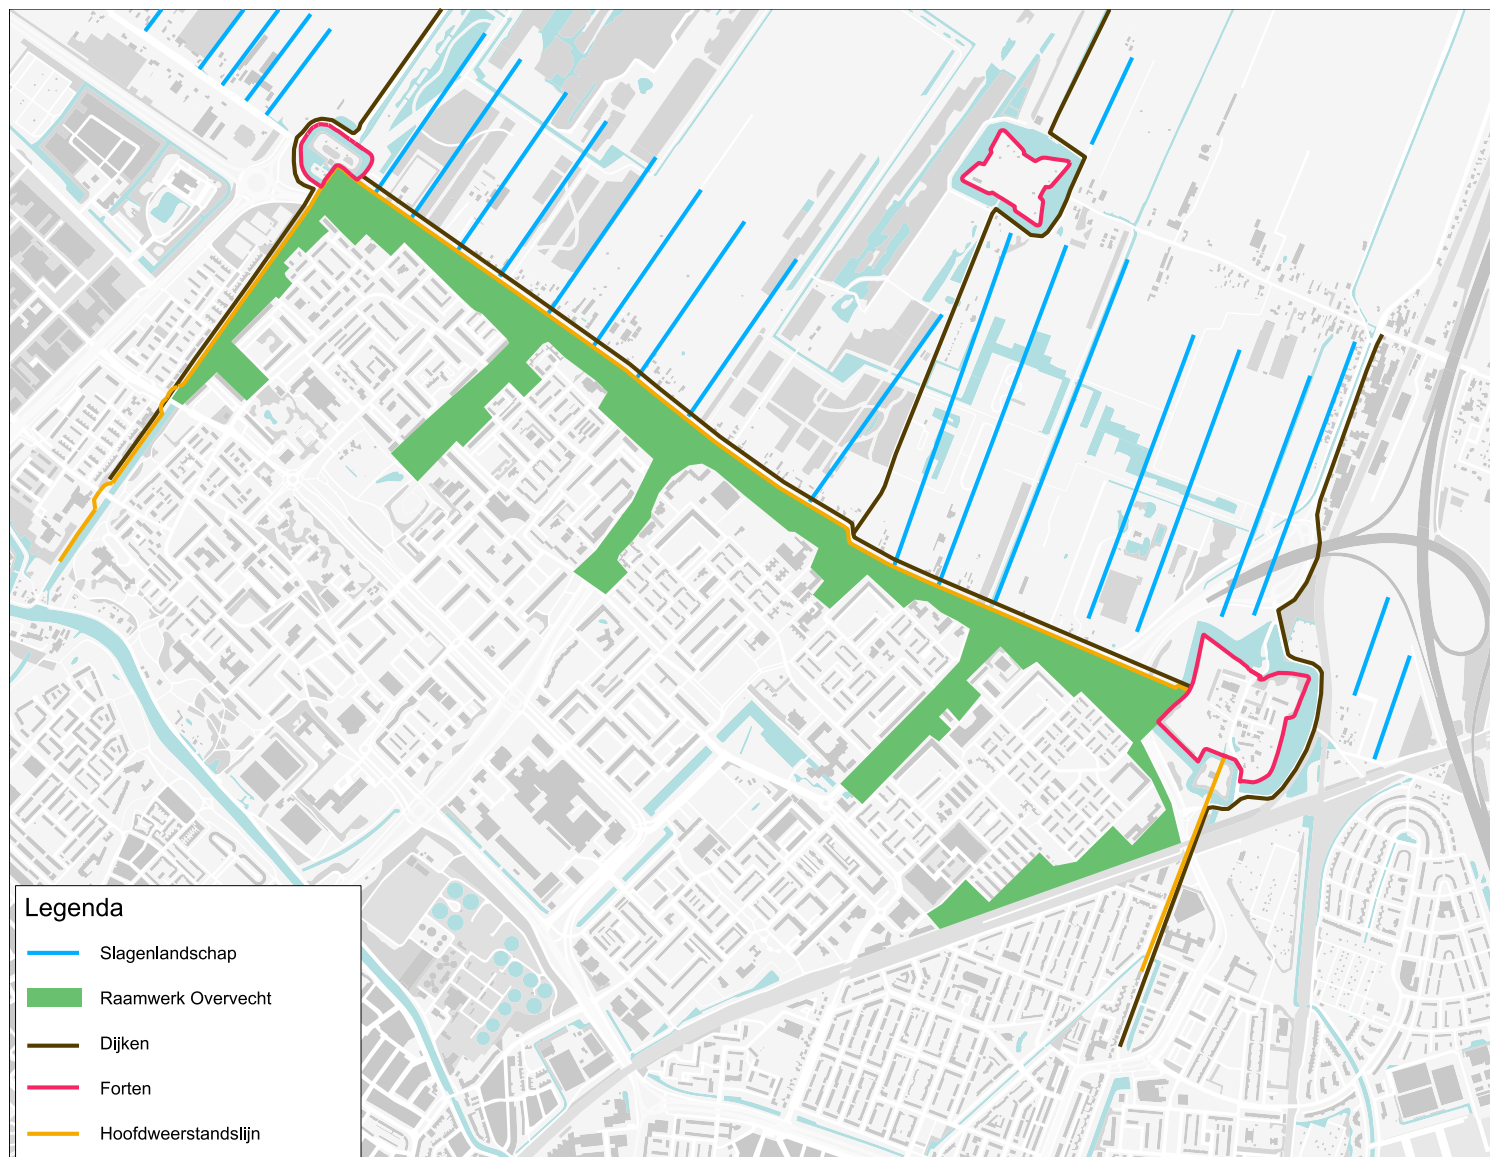 Legenda
Slagenlandschap
Raamwerk Overvecht
Dijken
Forten
Hoofdweerstandslijn